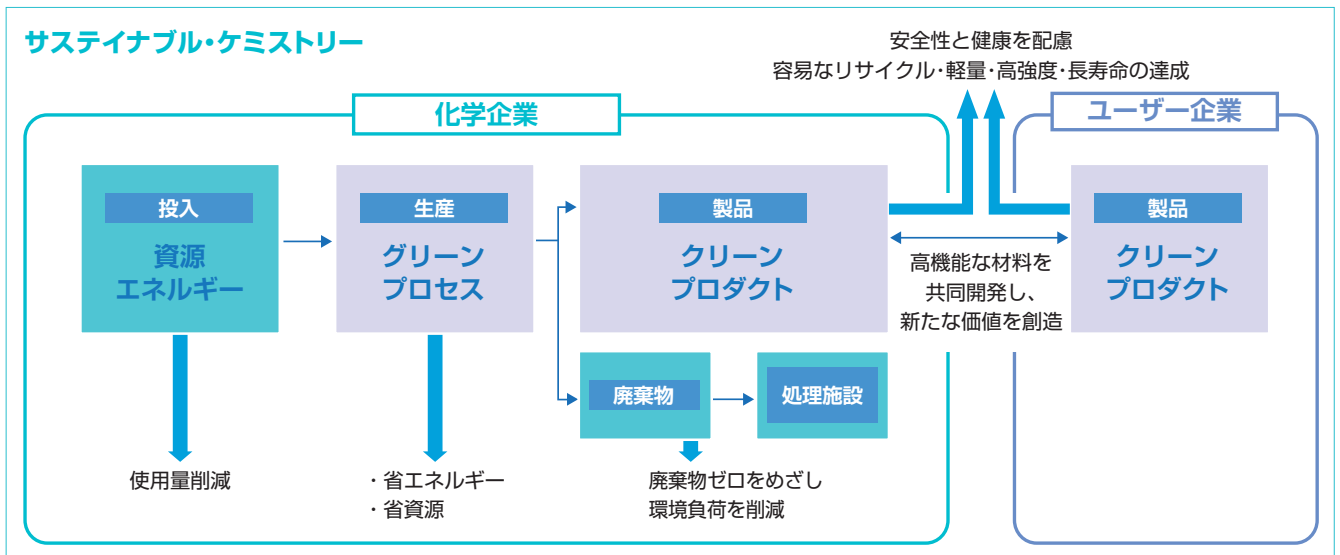 サステイナブル・ケミストリー
安全性と健康を配慮
容易なリサイクル・軽量・高強度・長寿命の達成
化学企業
ユーザー企業
投入
資源
エネルギー
生産
グリーン
プロセス
製品
クリーン
プロダクト
高機能な材料を
共同開発し、
新たな価値を創造
製品
クリーン
プロダクト
廃棄物
処理施設
使用量削減
・省エネルギー
・省資源
廃棄物ゼロをめざし
環境負荷を削減